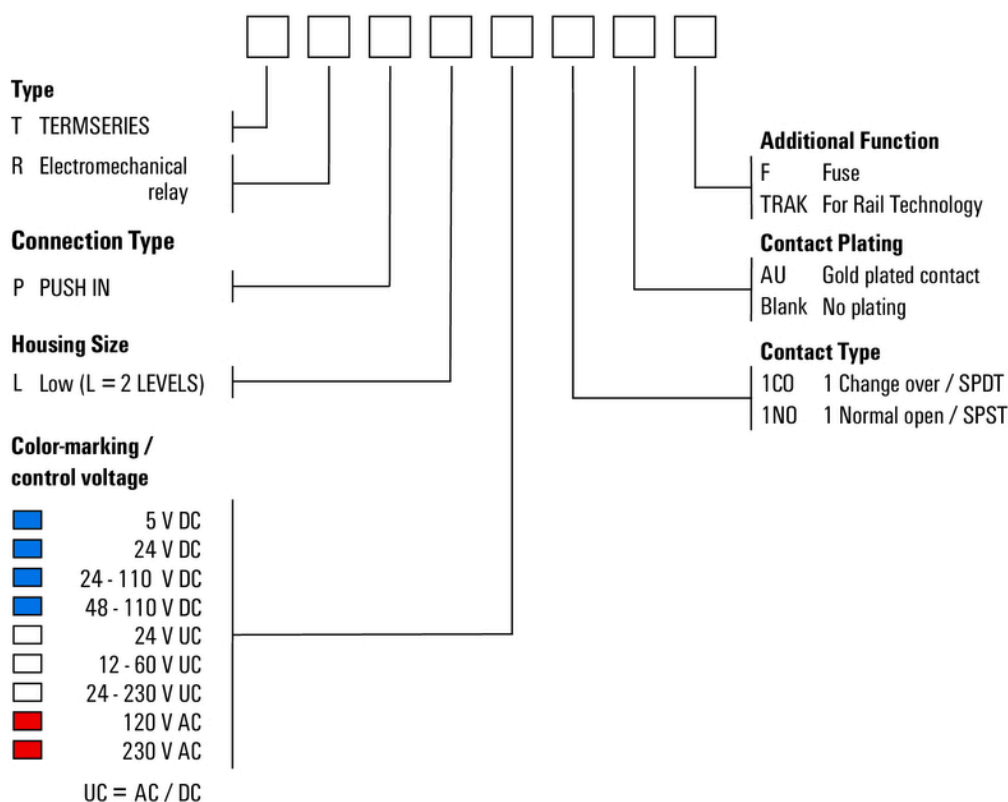 Type
T TERMSERIES
R Electromechanical
relay
Connection Type
P PUSH IN
Housing Size
L Low (L = 2 LEVELS)
Color-marking /
control voltage
5 V DC
24 V DC
24 - 110 V DC
48 - 110 V DC
24 V UC
12 - 60 V UC
24 - 230 V UC
120 V AC
230 V AC
UC = AC / DC
Additional Function
F Fuse
TRAK For Rail Technology
Contact Plating
AU Gold plated contact
Blank No plating
Contact Type
1CO 1 Change over / SPDT
1NO 1 Normal open / SPST